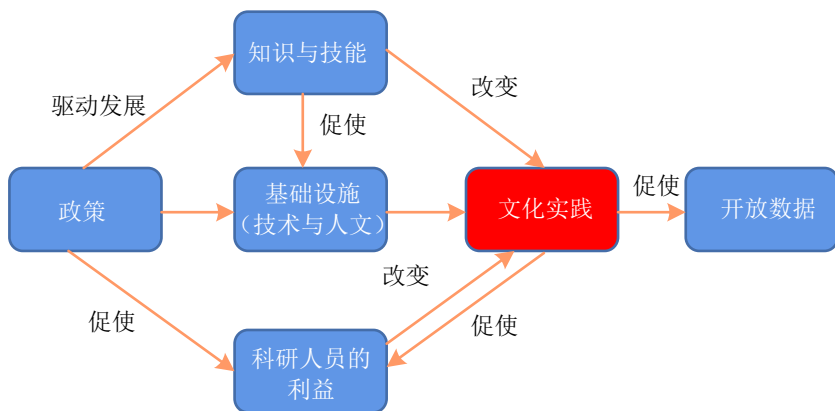 知识与技能
驱动发展
改变
促使
政策
基础设施
（技术与人文）
文化实践
促使
开放数据
改变
促使
促使
科研人员的
利益